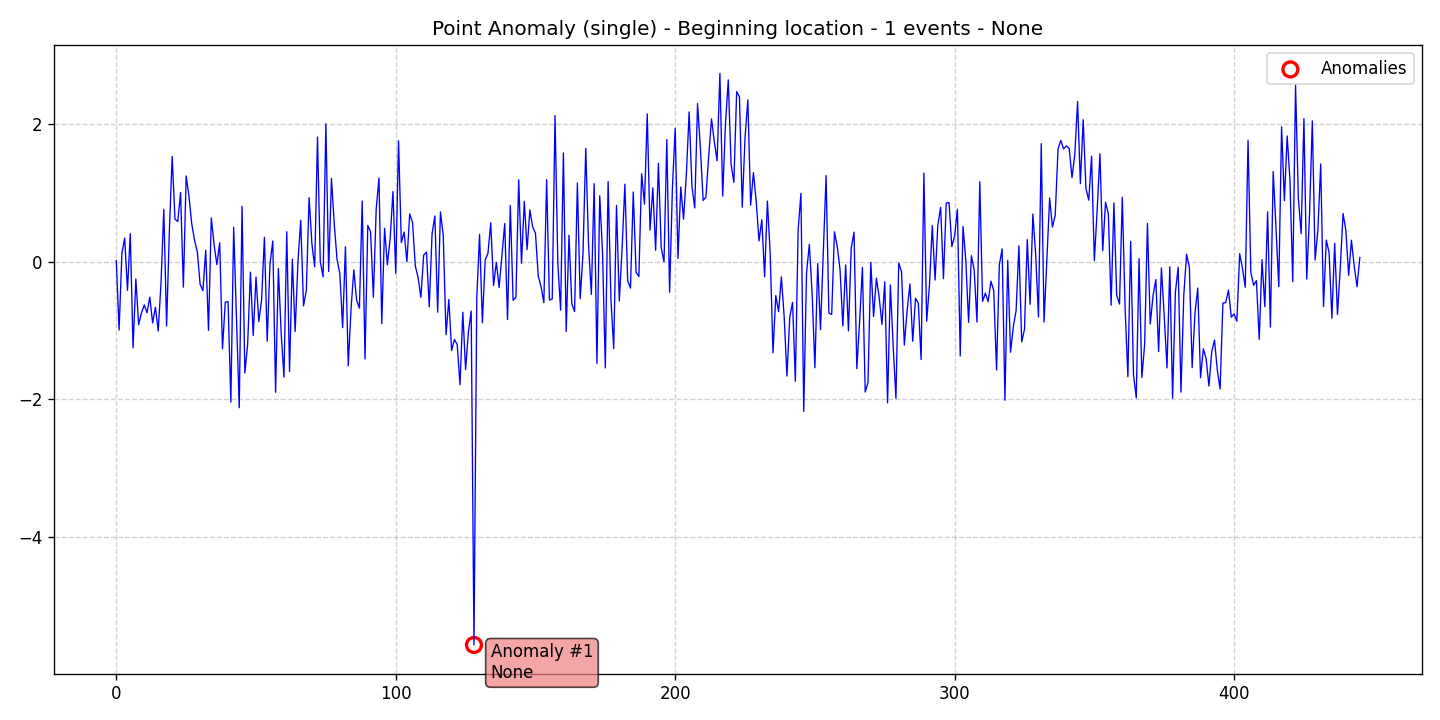 Point Anomaly (single) - Beginning location - 1 events - None
Anomalies
2
0
−2
−4
Anomaly #1
None
0
100
200
300
400